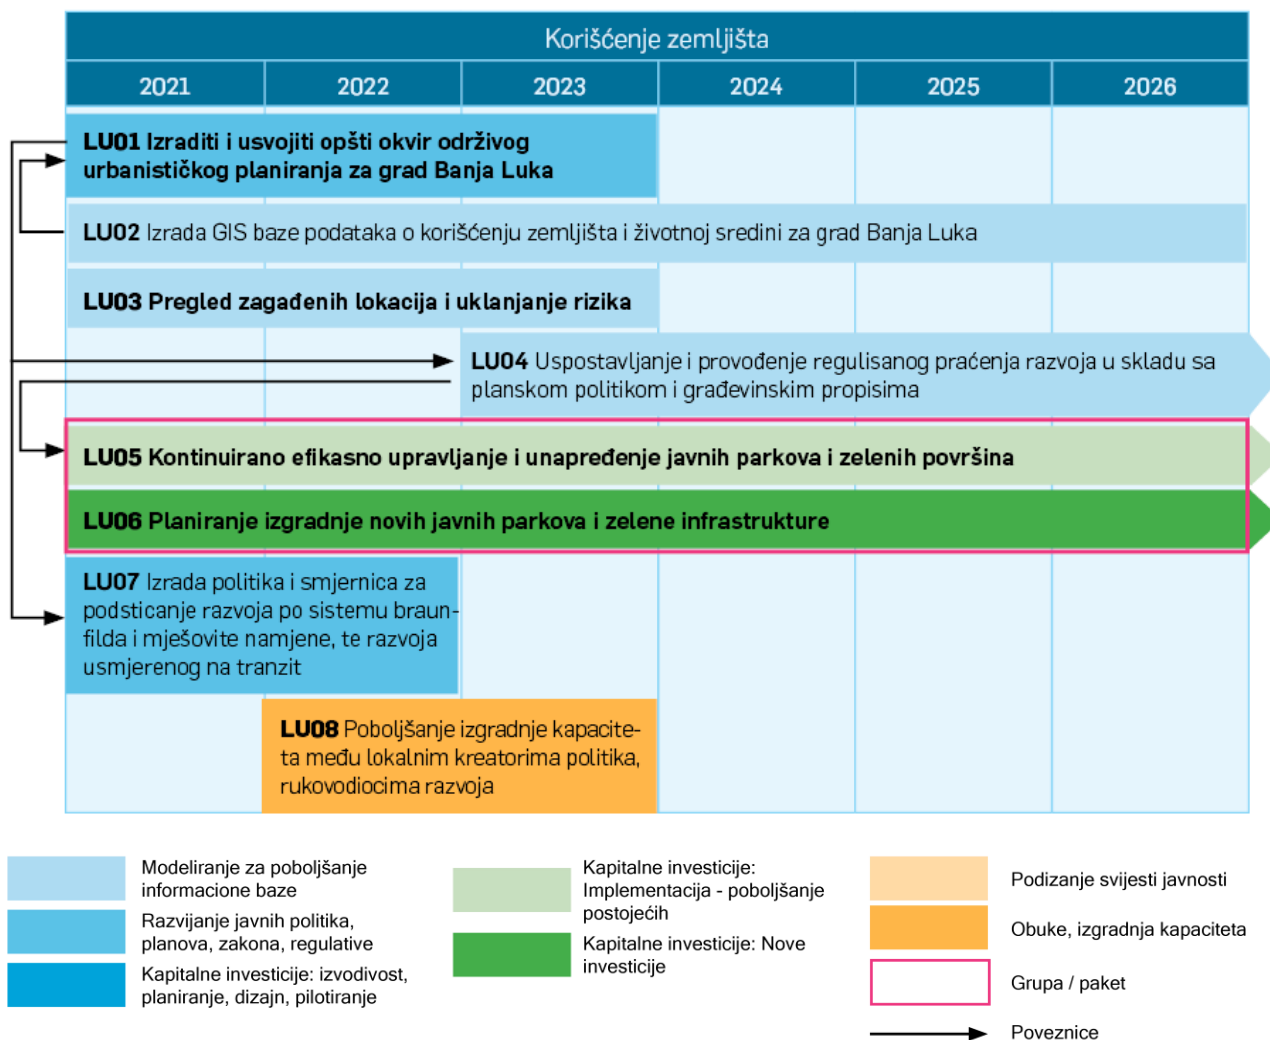 Korišćenje zemljišta
2021 2022 2023 2024 2025 2026
LU01 Izraditi i usvojiti opšti okvir održivog
urbanističkog planiranja za grad Banja Luka
LU02 Izrada GIS baze podataka o korišćenju zemljišta i životnoj sredini za grad Banja Luka
LU03 Pregled zagađenih lokacija i uklanjanje rizika
LU04 Uspostavljanje i provođenje regulisanog praćenja razvoja u skladu sa
planskom politikom i građevinskim propisima
LU05 Kontinuirano efikasno upravljanje i unapređenje javnih parkova i zelenih površina
LU06 Planiranje izgradnje novih javnih parkova i zelene infrastrukture
LU07 Izrada politika i smjernica za
podsticanje razvoja po sistemu braun-
filda i mješovite namjene, te razvoja
usmjerenog na tranzit
LU08 Poboljšanje izgradnje kapacite-
ta među lokalnim kreatorima politika,
rukovodiocima razvoja
Modeliranje za poboljšanje
informacione baze
Razvijanje javnih politika,
planova, zakona, regulative
Kapitalne investicije: izvodivost,
planiranje, dizajn, pilotiranje
Kapitalne investicije:
Implementacija - poboljšanje
postojećih
Kapitalne investicije: Nove
investicije
Podizanje svijesti javnosti
Obuke, izgradnja kapaciteta
Grupa / paket
Poveznice